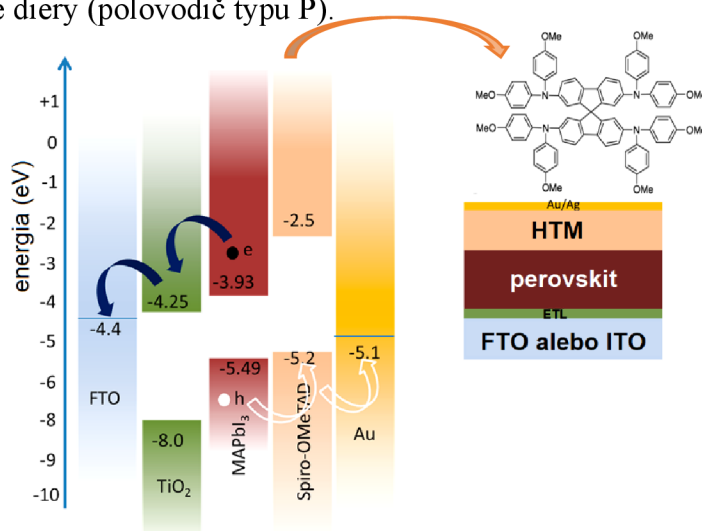 e diery (polovodič typu P).
energia (eV)
+1
0
-1
-2
-3
-4
-5
-6
-8
-9
-10
-4.4
FTO
-4.25
-8.0
TiO₂
e
-3.93
-5.49
h
MAPbI₃
-2.5
-5.2
Spiro-OMeTAD
-5.1
Au
OMe
OMe
MeO
N
N
OMe
MeO
N
N
OMe
OMe
OMe
Au/Ag
HTM
perovskit
ETL
FTO alebo ITO